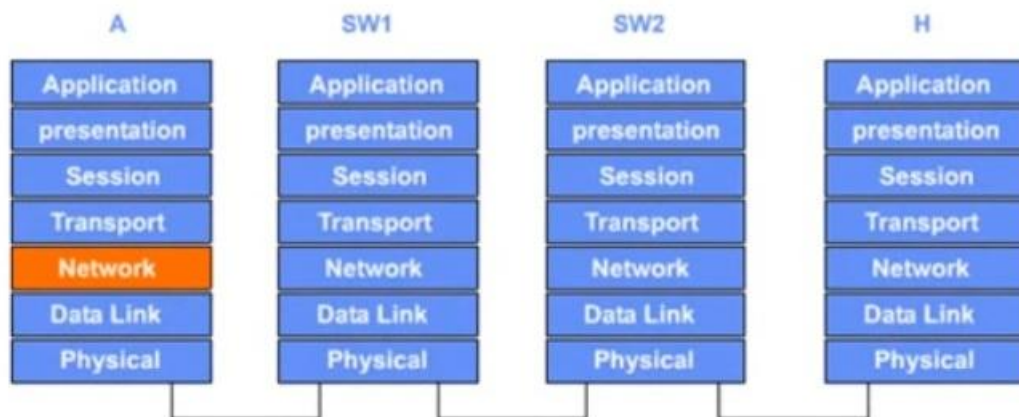 A SW1 SW2 H
Application Application Application Application
presentation presentation presentation presentation
Session Session Session Session
Transport Transport Transport Transport
Network Network Network Network
Data Link Data Link Data Link Data Link
Physical Physical Physical Physical